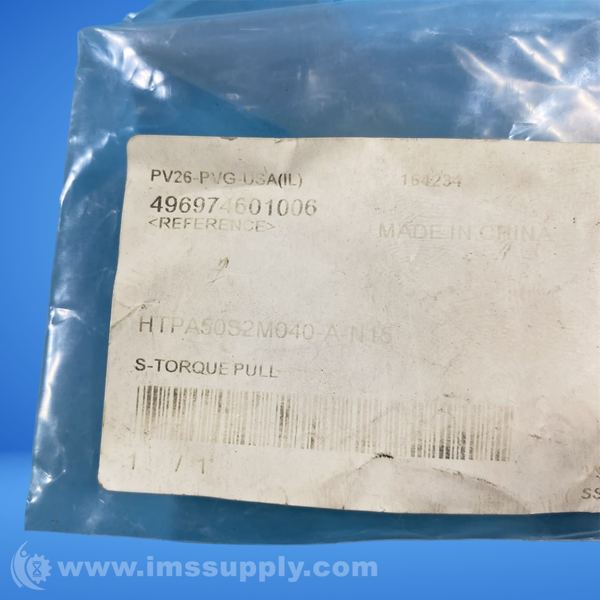 PV26-PVG-USA(IL) 164234
496974601006
<REFERENCE> MADE IN CHINA
HTPA50S2M040-A-N15
S-TORQUE PULL
1 / 1
SS
www.imssupply.com